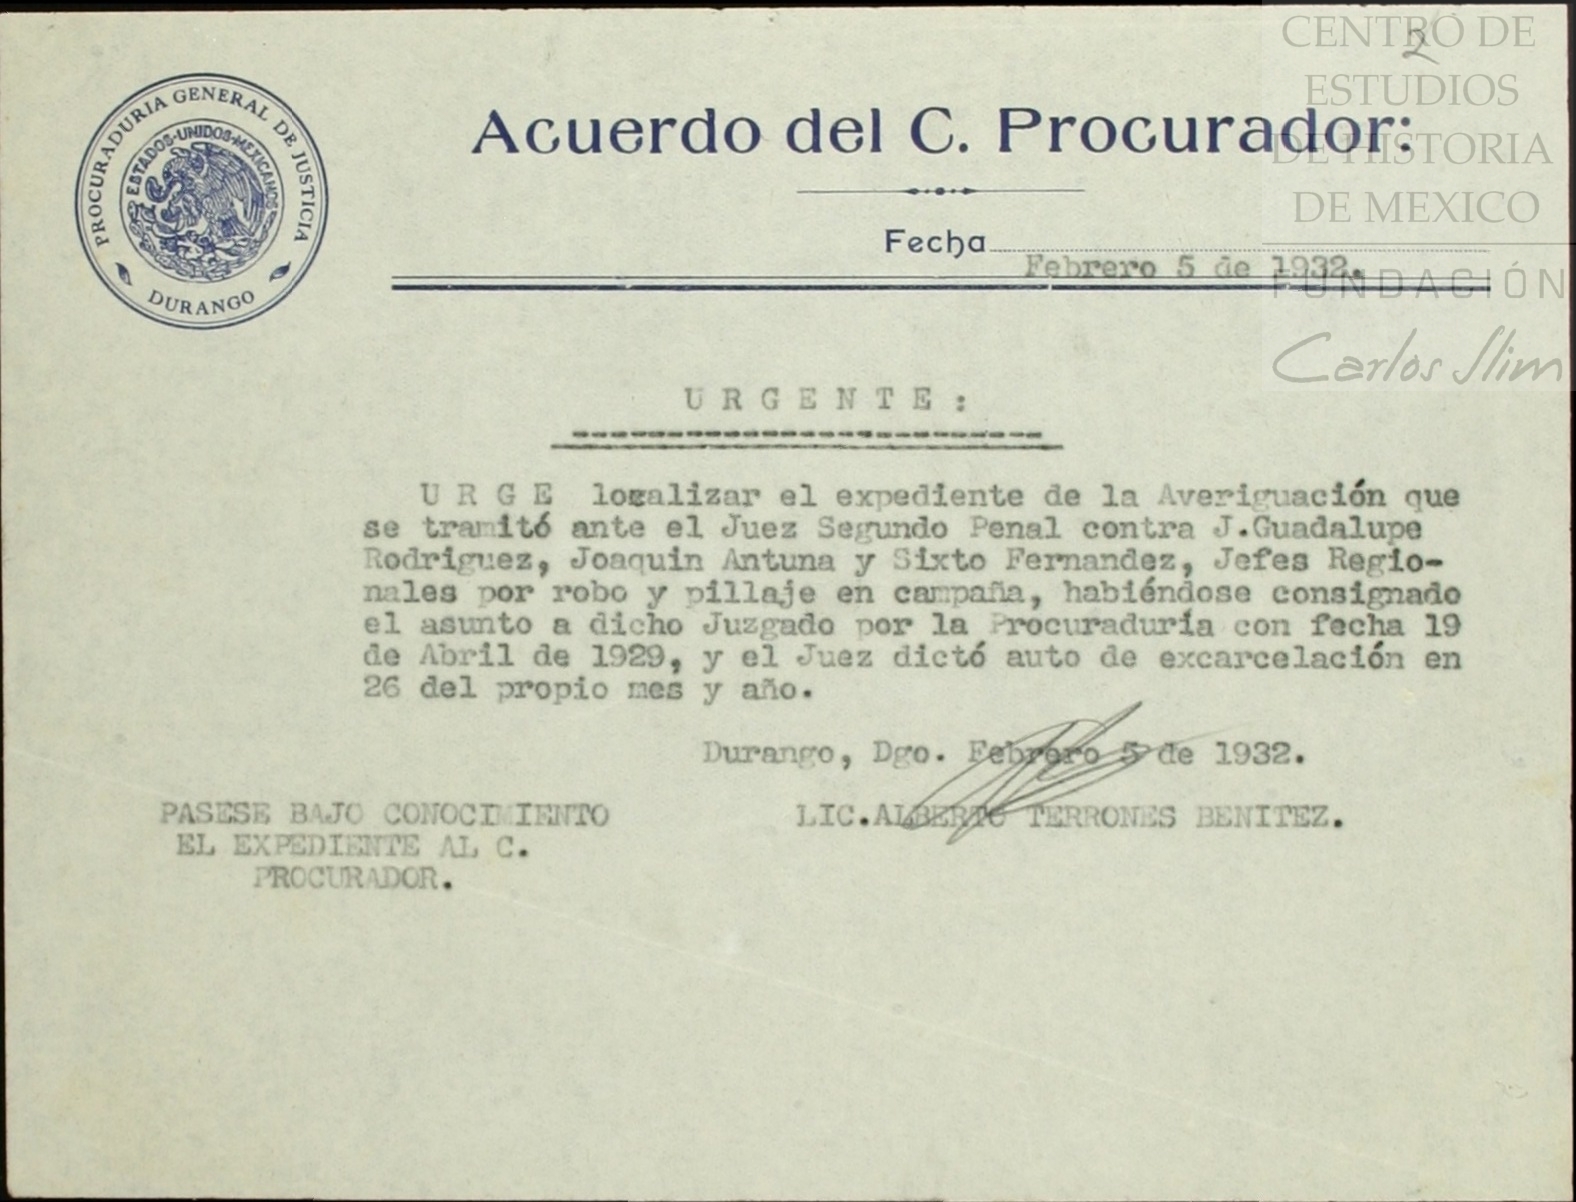 2
CENTRO DE
ESTUDIOS
DE HISTORIA
DE MEXICO
FUNDACIÓN
Carlos Slim
PROCURADURIA GENERAL DE JUSTICIA
ESTADOS-UNIDOS-MEXICANOS
DURANGO
Acuerdo del C. Procurador:
Fecha
Febrero 5 de 1932.
U R G E N T E :
U R G E localizar el expediente de la Averiguación que
se tramitó ante el Juez Segundo Penal contra J.Guadalupe
Rodriguez, Joaquin Antuna y Sixto Fernandez, Jefes Regio-
nales por robo y pillaje en campaña, habiéndose consignado
el asunto a dicho Juzgado por la Procuraduría con fecha 19
de Abril de 1929, y el Juez dictó auto de excarcelación en
26 del propio mes y año.
Durango, Dgo. Febrero 5 de 1932.
LIC.ALBERTO TERRONES BENITEZ.
PASESE BAJO CONOCIMIENTO
EL EXPEDIENTE AL C.
PROCURADOR.